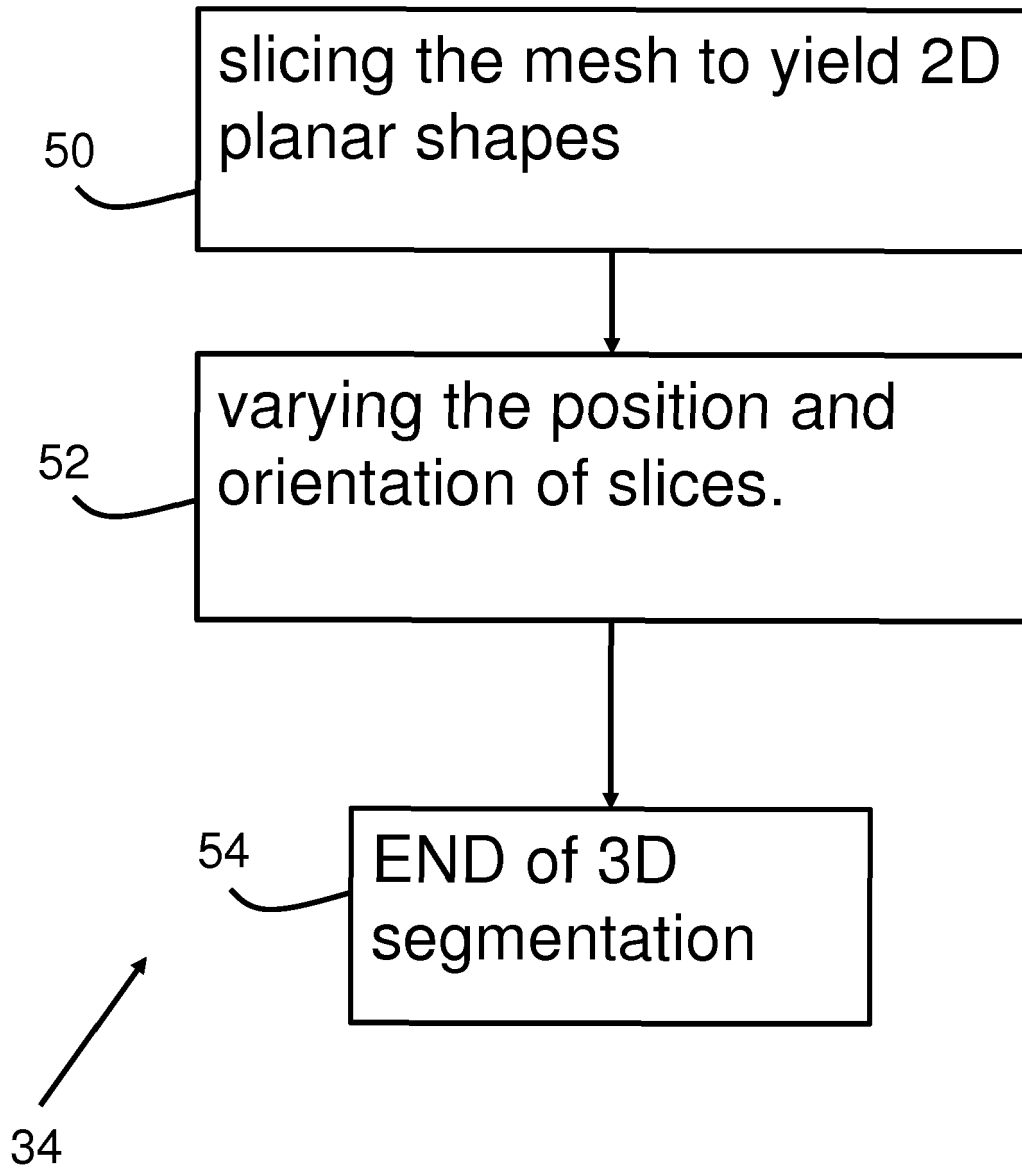 slicing the mesh to yield 2D
planar shapes
50
varying the position and
orientation of slices.
52
END of 3D
segmentation
54
34